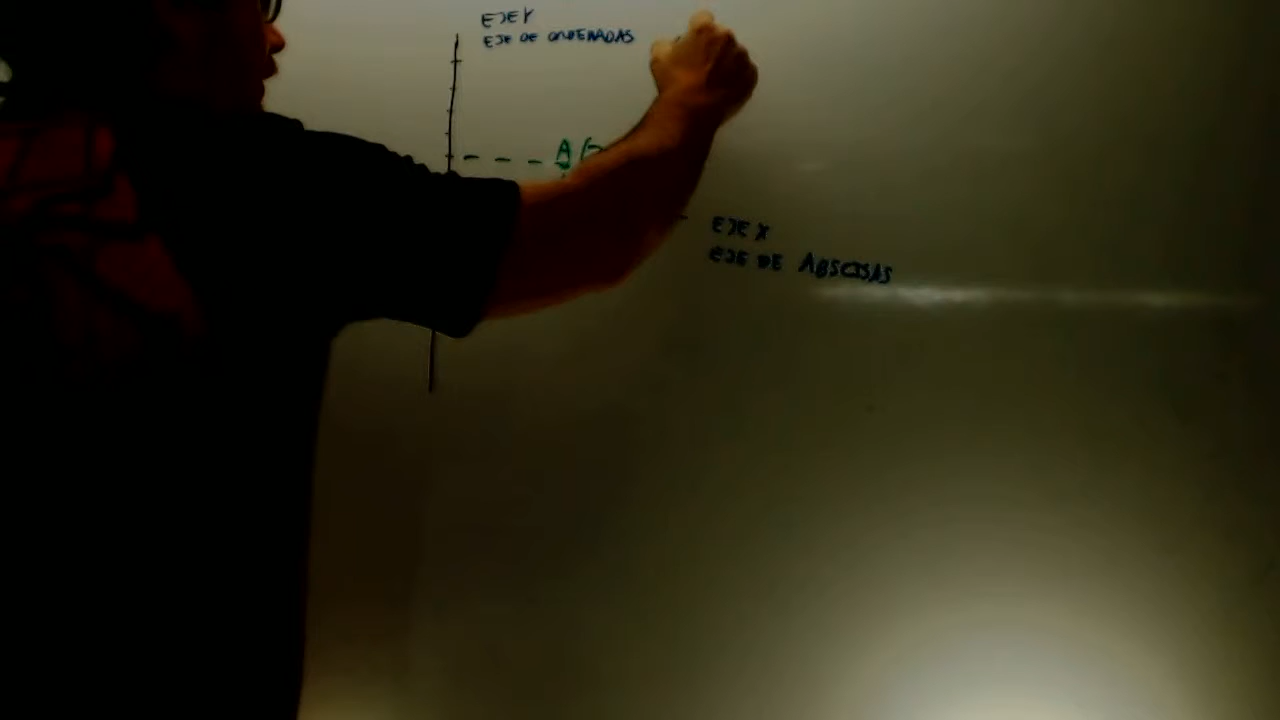 EJE Y
EJE DE ORDENADAS
A (
EJE X
EJE DE ABSCISAS